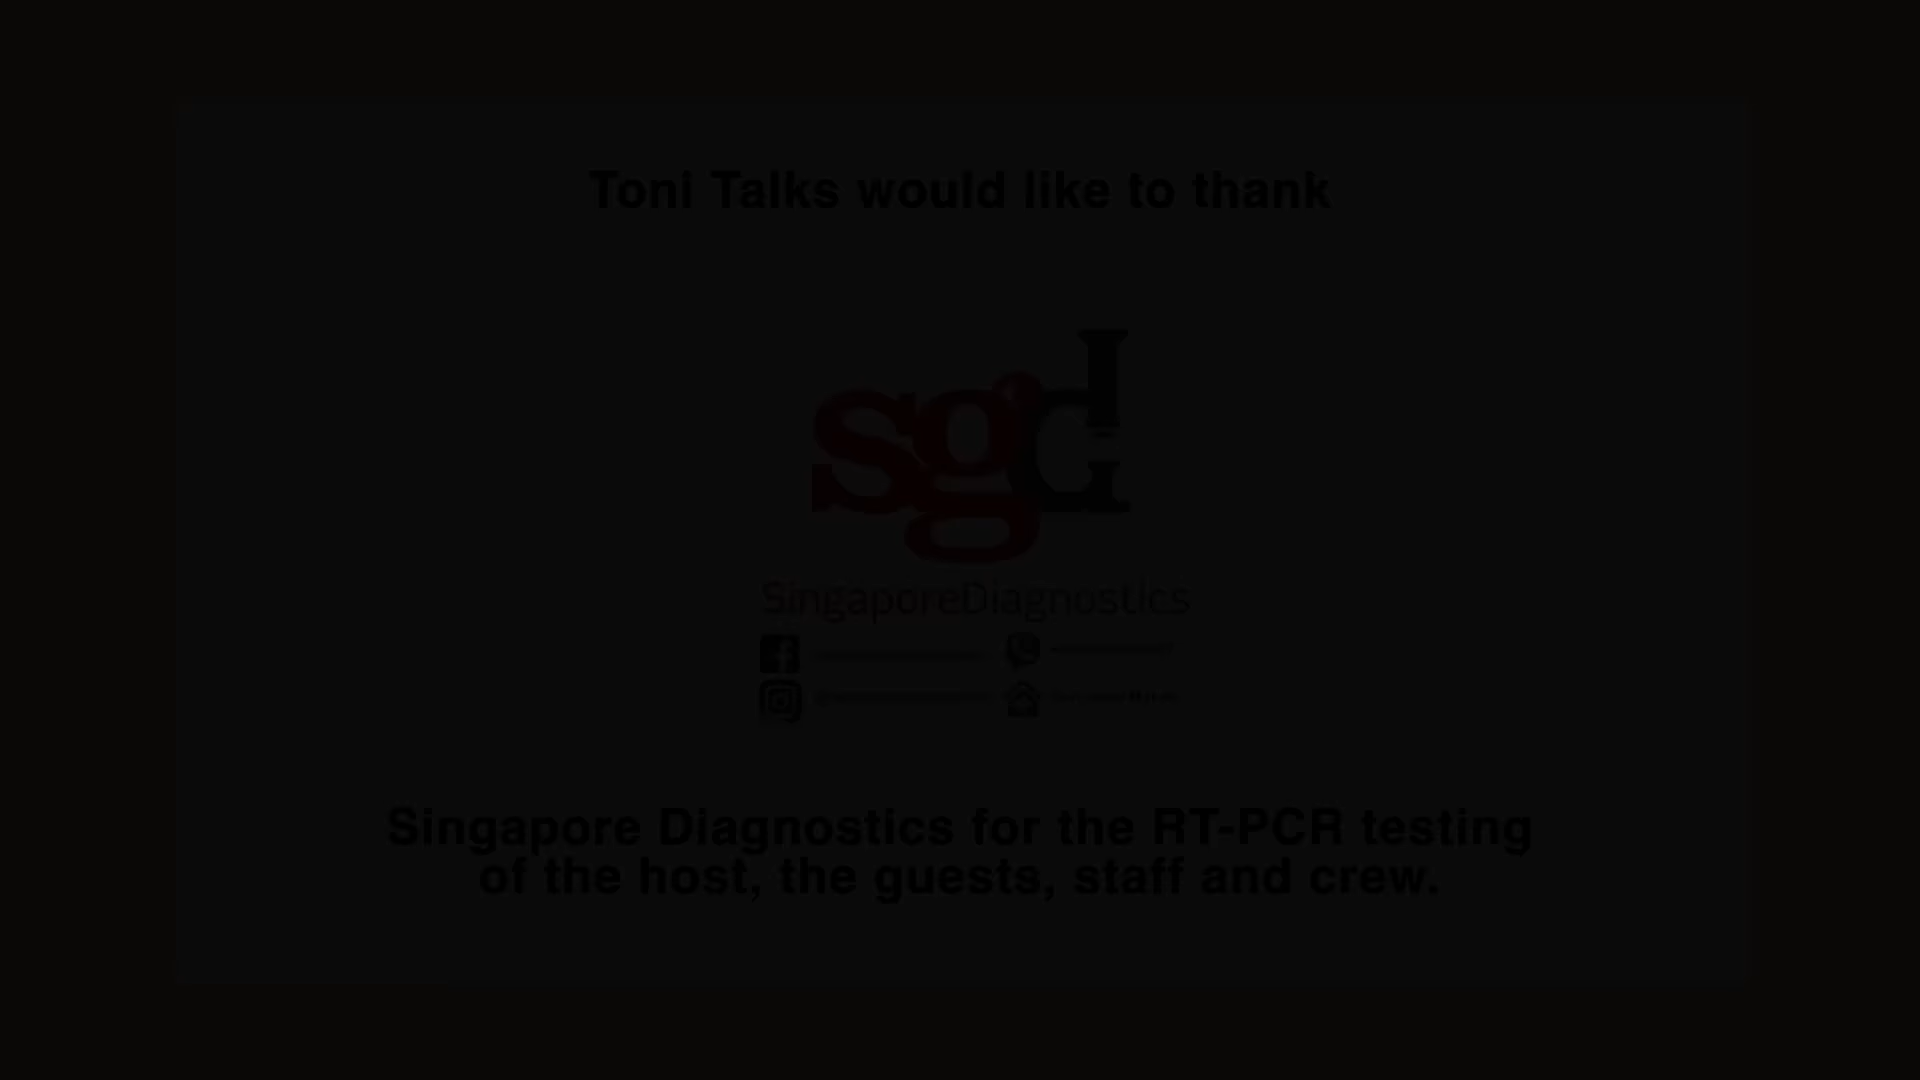 Toni Talks would like to thank
sgd
SingaporeDiagnostics
Singapore Diagnostics for the RT-PCR testing
of the host, the guests, staff and crew.